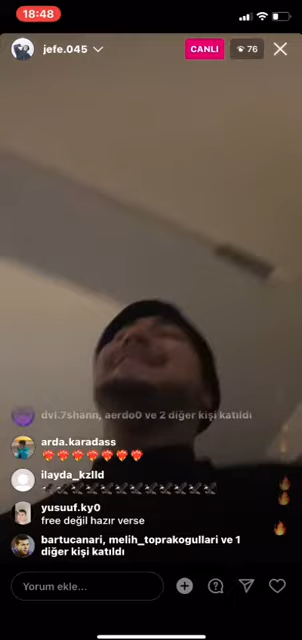 18:48
jefe.045
CANLI
76
dvi.7shann, aerdo0 ve 2 diğer kişi katıldı
arda.karadass
ilayda_kzlld
yusuuf.ky0
free değil hazır verse
bartucanari, melih_toprakogullari ve 1
diğer kişi katıldı
Yorum ekle...